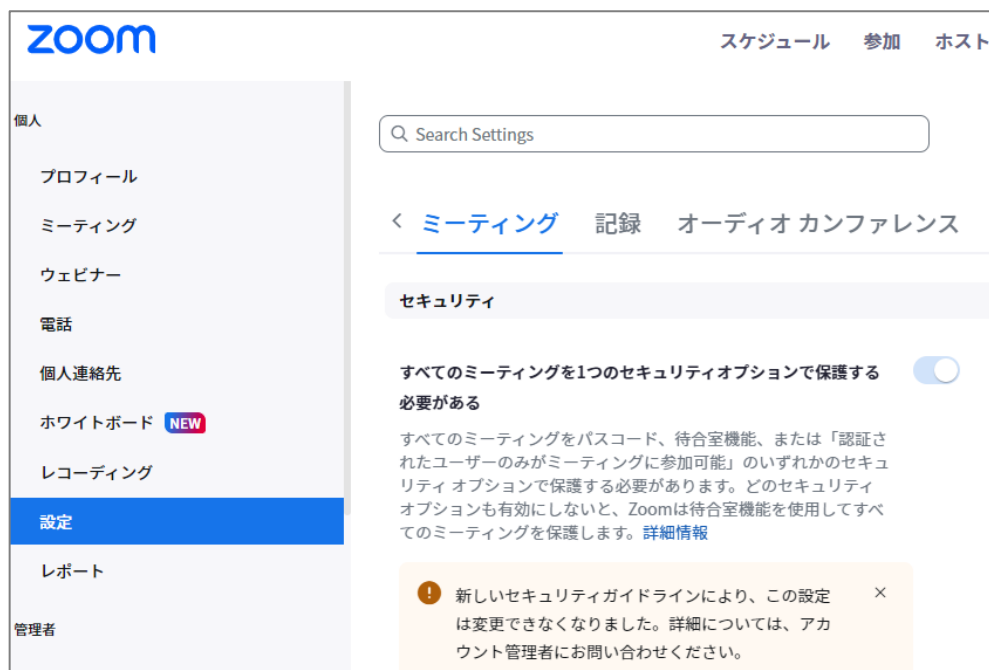 zoom
スケジュール 参加 ホスト
個人
プロフィール
ミーティング
ウェビナー
電話
個人連絡先
ホワイトボード NEW
レコーディング
設定
レポート
管理者
Search Settings
ミーティング 記録 オーディオ カンファレンス
セキュリティ
すべてのミーティングを1つのセキュリティオプションで保護する
必要がある
すべてのミーティングをパスコード、待合室機能、または「認証さ
れたユーザーのみがミーティングに参加可能」のいずれかのセキュ
リティ オプションで保護する必要があります。どのセキュリティ
オプションも有効にしないと、Zoomは待合室機能を使用してすべ
てのミーティングを保護します。詳細情報
新しいセキュリティガイドラインにより、この設定
は変更できなくなりました。詳細については、アカ
ウント管理者にお問い合わせください。